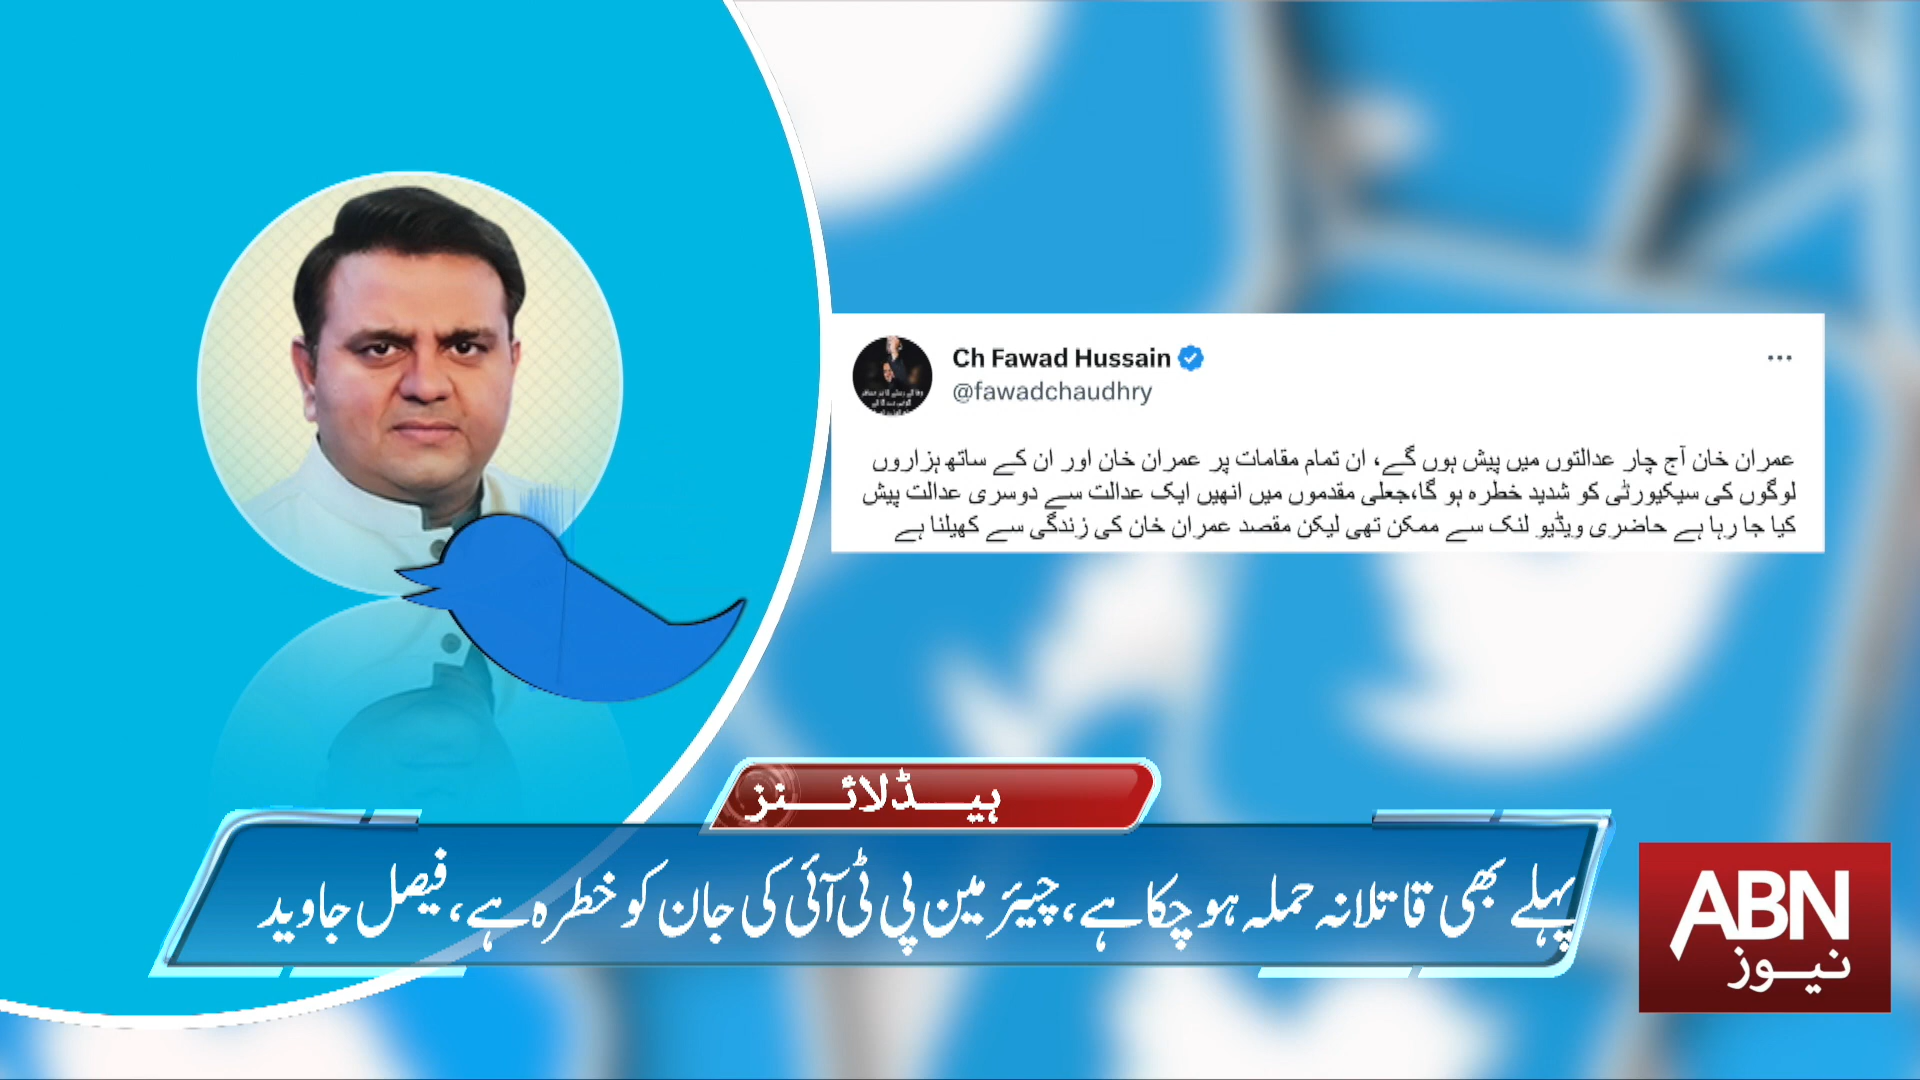 Ch Fawad Hussain
@fawadchaudhry
عمران خان آج چار عدالتوں میں پیش ہوں گے، ان تمام مقامات پر عمران خان اور ان کے ساتھ ہزاروں
لوگوں کی سیکیورٹی کو شدید خطرہ ہو گا،جعلی مقدموں میں انھیں ایک عدالت سے دوسری عدالت پیش
کیا جا رہا ہے حاضری ویڈیو لنک سے ممکن تھی لیکن مقصد عمران خان کی زندگی سے کھیلنا ہے
ہیڈلائنز
پہلے بھی قاتلانہ حملہ ہو چکا ہے، چیئرمین پی ٹی آئی کی جان کو خطرہ ہے، فیصل جاوید
ABN
نیوز